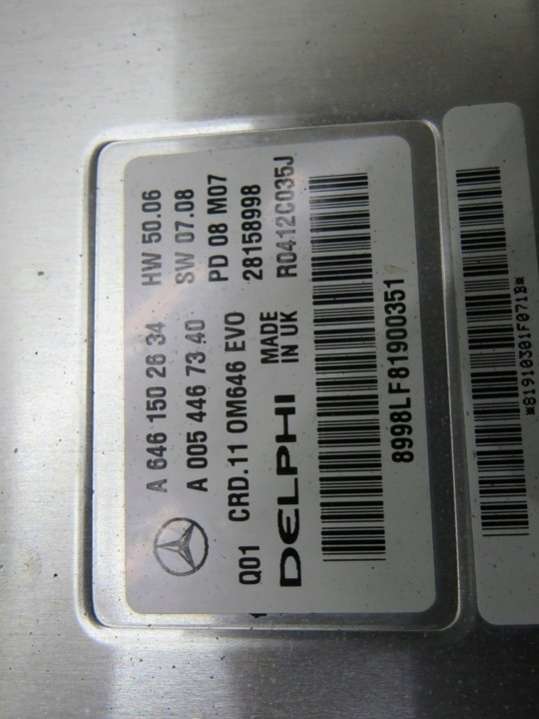 A 646 150 26 34 HW 50.06
A 005 446 73 40 SW 07.08
Q01 CRD.11 OM646 EVO PD 08 M07
DELPHI MADE IN UK 28158998
R0412C035J
8998LF81900351
*81910301F071B*